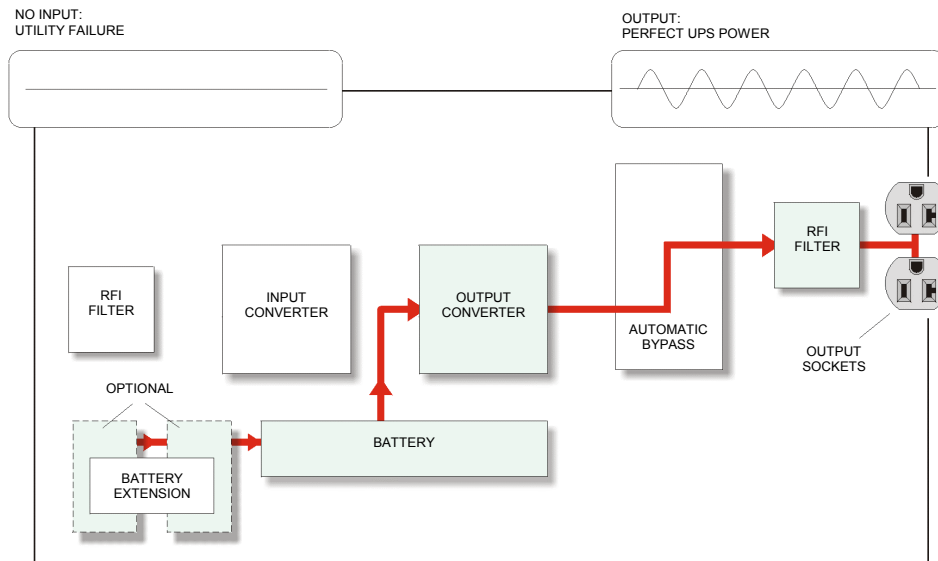 NO INPUT:
UTILITY FAILURE
OUTPUT:
PERFECT UPS POWER
RFI
FILTER
INPUT
CONVERTER
OUTPUT
CONVERTER
AUTOMATIC
BYPASS
RFI
FILTER
OUTPUT
SOCKETS
OPTIONAL
BATTERY
EXTENSION
BATTERY